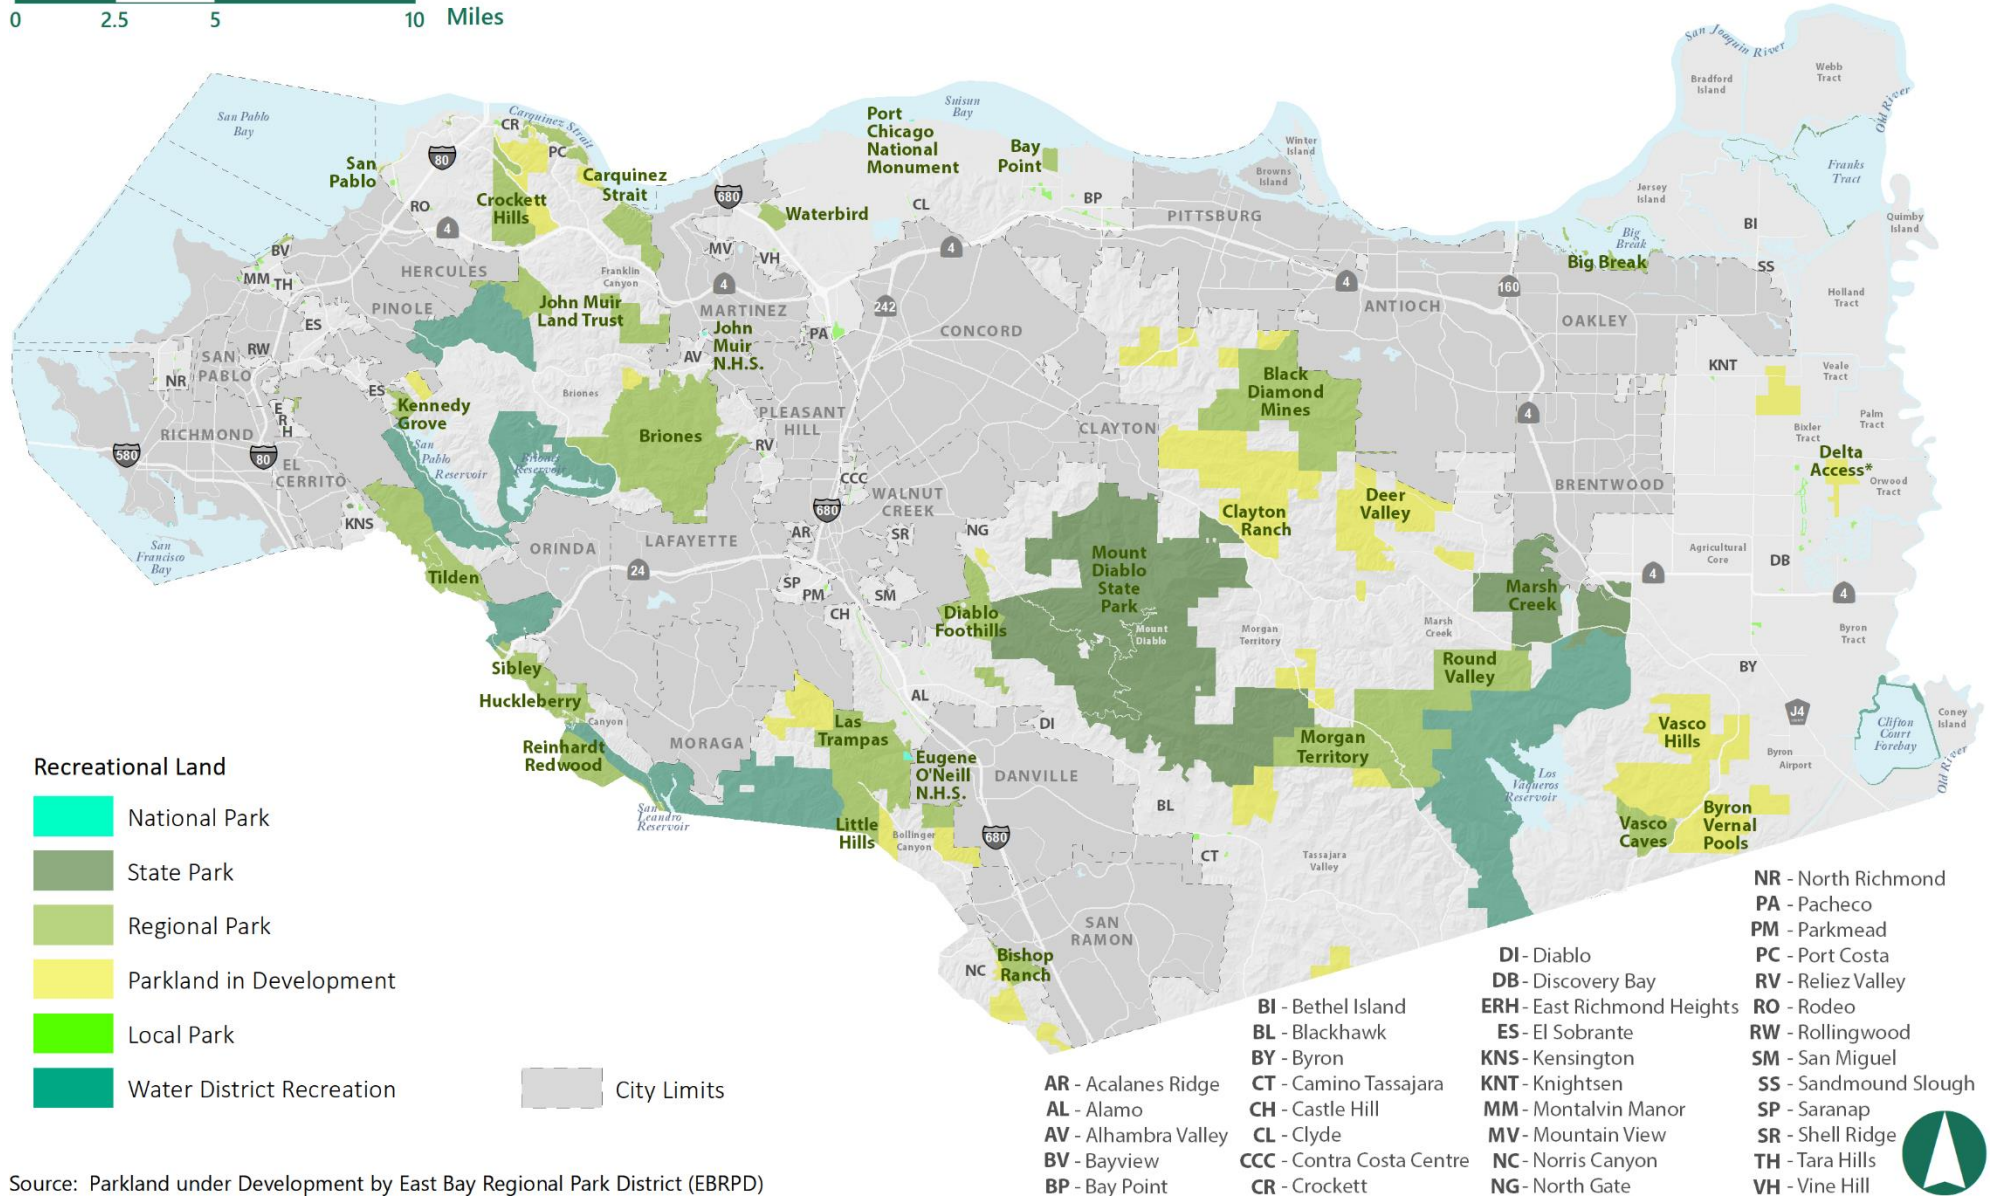 0 2.5 5 10 Miles
San Joaquin River
Bradford
Island
Webb
Tract
Old River
San Pablo
Bay
CR
Carquinez Strait
PC
80
San
Pablo
Carquinez
Strait
Crockett
Hills
RO
4
Port
Chicago
National
Monument
Suisun
Bay
Bay
Point
680
Waterbird
CL
BP
Winter
Island
Browns
Island
PITTSBURG
Jersey
Island
Franks
Tract
BI
Quimby
Island
Big
Break
Big Break
SS
BV
MM TH
HERCULES
Franklin
Canyon
MV
VH
4
4
4
160
ANTIOCH
OAKLEY
Holland
Tract
PINOLE
ES
John Muir
Land Trust
MARTINEZ
242
CONCORD
John
Muir
N.H.S.
PA
AV
SAN
PABLO
RW
NR
ES
KNT
Veale
Tract
Kennedy
Grove
Briones
Black
Diamond
Mines
4
E
R
H
RICHMOND
580
80
EL
CERRITO
San
Pablo
Reservoir
Briones
Reservoir
Briones
PLEASANT
HILL
RV
CLAYTON
Palm
Tract
Bixler
Tract
Delta
Access*
Orwood
Tract
CCC
WALNUT
CREEK
680
Deer
Valley
Clayton
Ranch
BRENTWOOD
KNS
San
Francisco
Bay
Tilden
ORINDA
LAFAYETTE
24
AR
SR
NG
SP
PM
SM
CH
Mount
Diablo
State
Park
Mount
Diablo
Diablo
Foothills
Morgan
Territory
Marsh
Creek
Marsh
Creek
4
Agricultural
Core
DB
4
Byron
Tract
Sibley
Huckleberry
Canyon
Reinhardt
Redwood
MORAGA
Las
Trampas
AL
DI
Round
Valley
BY
J4
Morgan
Territory
Vasco
Hills
Clifton
Court
Forebay
Coney
Island
Old River
Byron
Airport
Eugene
O'Neill
N.H.S.
DANVILLE
BL
Los
Vaqueros
Reservoir
San
Leandro
Reservoir
Little
Hills
Bollinger
Canyon
680
CT
Tassajara
Valley
Vasco
Caves
Byron
Vernal
Pools
SAN
RAMON
NC
Bishop
Ranch
Recreational Land
National Park
State Park
Regional Park
Parkland in Development
Local Park
Water District Recreation
City Limits
AR - Acalanes Ridge
AL - Alamo
AV - Alhambra Valley
BV - Bayview
BP - Bay Point
BI - Bethel Island
BL - Blackhawk
BY - Byron
CT - Camino Tassajara
CH - Castle Hill
CL - Clyde
CCC - Contra Costa Centre
CR - Crockett
DI - Diablo
DB - Discovery Bay
ERH - East Richmond Heights
ES - El Sobrante
KNS - Kensington
KNT - Knightsen
MM - Montalvin Manor
MV - Mountain View
NC - Norris Canyon
NG - North Gate
NR - North Richmond
PA - Pacheco
PM - Parkmead
PC - Port Costa
RV - Reliez Valley
RO - Rodeo
RW - Rollingwood
SM - San Miguel
SS - Sandmound Slough
SP - Saranap
SR - Shell Ridge
TH - Tara Hills
VH - Vine Hill
Source: Parkland under Development by East Bay Regional Park District (EBRPD)